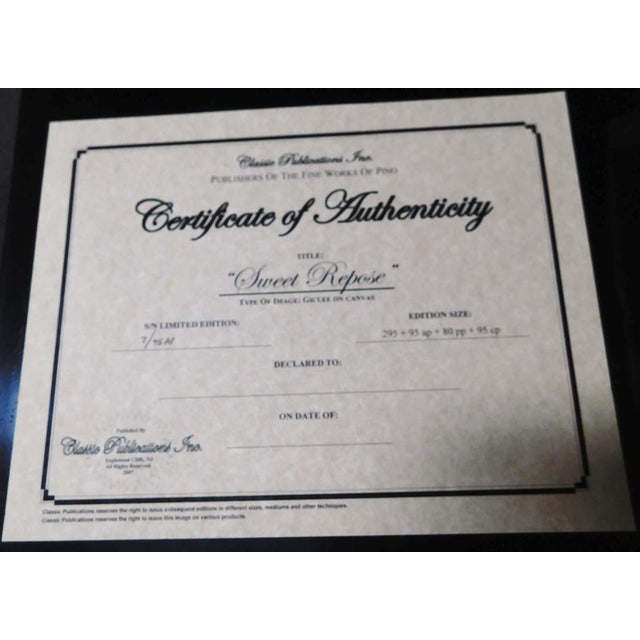 Classic Publications Inc.
PUBLISHERS OF THE FINE WORKS OF PINO
Certificate of Authenticity
TITLE:
"Sweet Repose"
TYPE OF IMAGE: GICLEE ON CANVAS
S/N LIMITED EDITION:
EDITION SIZE:
7/95 AP
295 + 95 ap + 80 pp + 95 cp
DECLARED TO:
ON DATE OF:
Published by
Classic Publications Inc.
Englewood Cliffs, NJ
All Rights Reserved
2007
Classic Publications reserves the right to issue subsequent editions in different sizes, mediums and other techniques.
Classic Publications reserves the right to issue this image on various products.